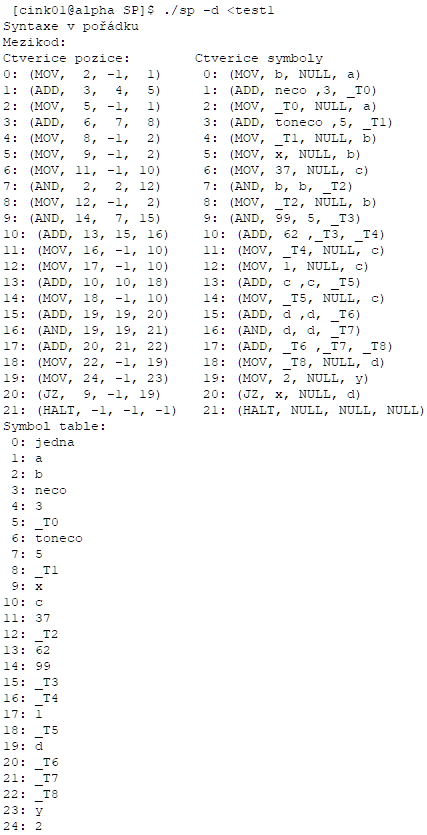 [cink01@alpha SP]$ ./sp -d <test1
Syntaxe v pořádku
Mezikod:
Ctverice pozice: Ctverice symboly
0: (MOV, 2, -1, 1) 0: (MOV, b, NULL, a)
1: (ADD, 3, 4, 5) 1: (ADD, neco ,3, _T0)
2: (MOV, 5, -1, 1) 2: (MOV, _T0, NULL, a)
3: (ADD, 6, 7, 8) 3: (ADD, toneco ,5, _T1)
4: (MOV, 8, -1, 2) 4: (MOV, _T1, NULL, b)
5: (MOV, 9, -1, 2) 5: (MOV, x, NULL, b)
6: (MOV, 11, -1, 10) 6: (MOV, 37, NULL, c)
7: (AND, 2, 2, 12) 7: (AND, b, b, _T2)
8: (MOV, 12, -1, 2) 8: (MOV, _T2, NULL, b)
9: (AND, 14, 7, 15) 9: (AND, 99, 5, _T3)
10: (ADD, 13, 15, 16) 10: (ADD, 62 ,_T3, _T4)
11: (MOV, 16, -1, 10) 11: (MOV, _T4, NULL, c)
12: (MOV, 17, -1, 10) 12: (MOV, 1, NULL, c)
13: (ADD, 10, 10, 18) 13: (ADD, c ,c, _T5)
14: (MOV, 18, -1, 10) 14: (MOV, _T5, NULL, c)
15: (ADD, 19, 19, 20) 15: (ADD, d ,d, _T6)
16: (AND, 19, 19, 21) 16: (AND, d, d, _T7)
17: (ADD, 20, 21, 22) 17: (ADD, _T6 ,_T7, _T8)
18: (MOV, 22, -1, 19) 18: (MOV, _T8, NULL, d)
19: (MOV, 24, -1, 23) 19: (MOV, 2, NULL, y)
20: (JZ, 9, -1, 19) 20: (JZ, x, NULL, d)
21: (HALT, -1, -1, -1) 21: (HALT, NULL, NULL, NULL)
Symbol table:
0: jedna
1: a
2: b
3: neco
4: 3
5: _T0
6: toneco
7: 5
8: _T1
9: x
10: c
11: 37
12: _T2
13: 62
14: 99
15: _T3
16: _T4
17: 1
18: _T5
19: d
20: _T6
21: _T7
22: _T8
23: y
24: 2